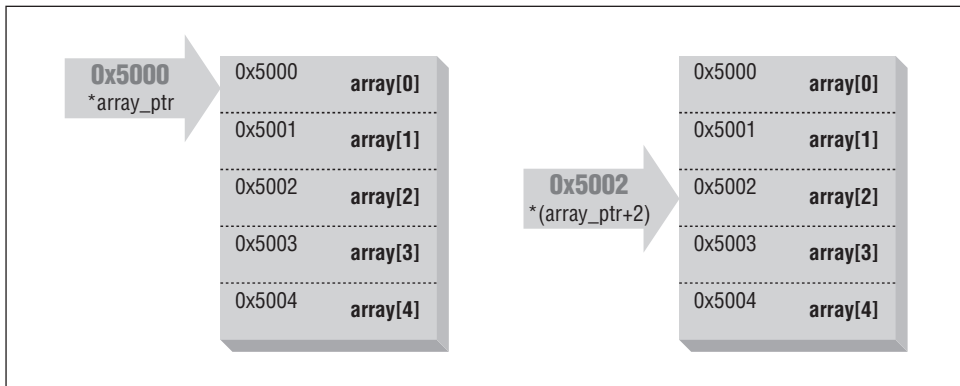 0x5000
*array_ptr
0x5000 array[0]
0x5001 array[1]
0x5002 array[2]
0x5003 array[3]
0x5004 array[4]
0x5002
*(array_ptr+2)
0x5000 array[0]
0x5001 array[1]
0x5002 array[2]
0x5003 array[3]
0x5004 array[4]